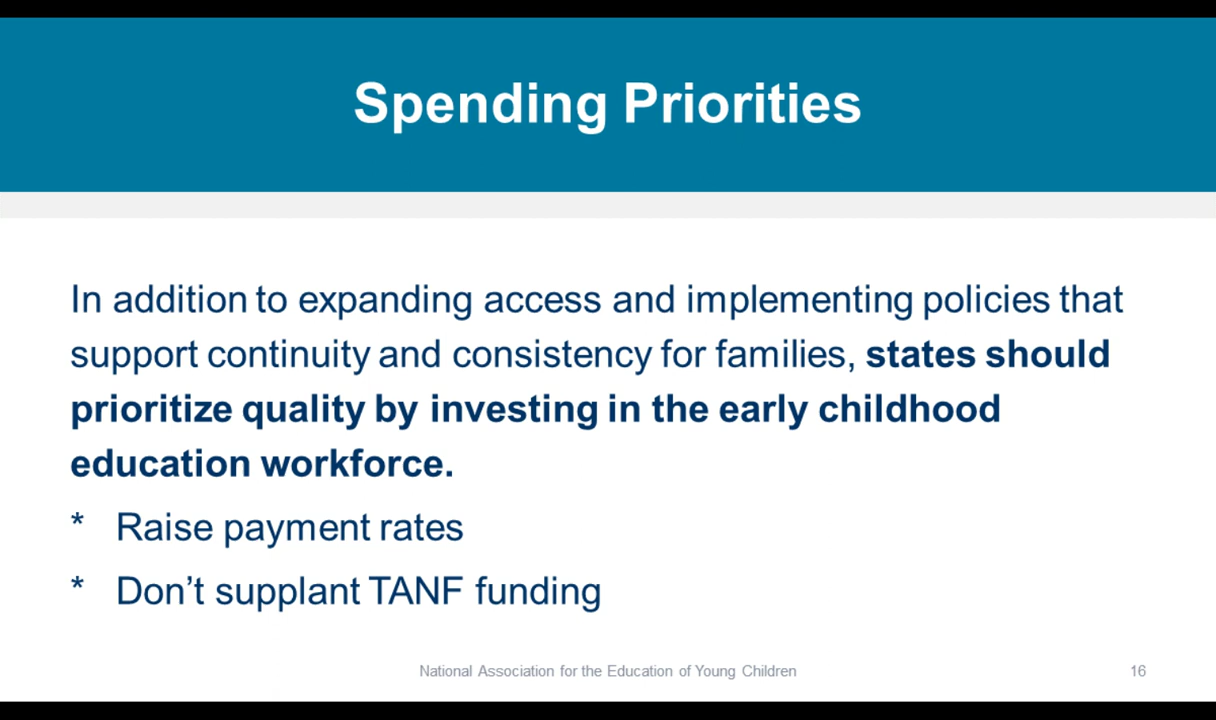 Spending Priorities
In addition to expanding access and implementing policies that
support continuity and consistency for families, states should
prioritize quality by investing in the early childhood
education workforce.
* Raise payment rates
* Don’t supplant TANF funding
National Association for the Education of Young Children
16